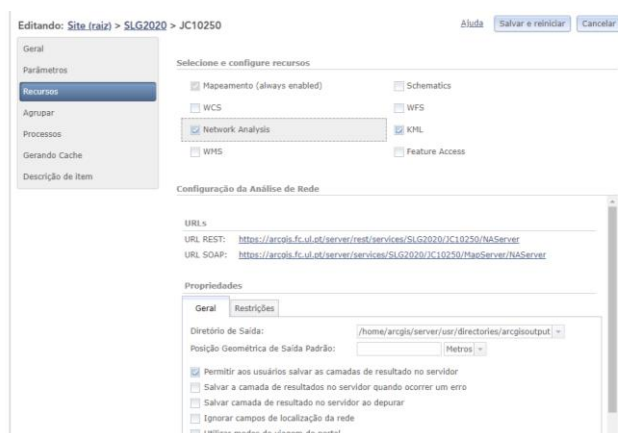 Editando: Site (raiz) > SLG2020 > JC10250
Ajuda Salvar e reiniciar Cancelar
Geral
Parâmetros
Recursos
Agrupar
Processos
Gerando Cache
Descrição de item
Selecione e configure recursos
Mapeamento (always enabled) Schematics
WCS WFS
Network Analysis KML
WMS Feature Access
Configuração da Análise de Rede
URLs
URL REST: https://arcgis.fc.ul.pt/server/rest/services/SLG2020/JC10250/NAServer
URL SOAP: https://arcgis.fc.ul.pt/server/services/SLG2020/JC10250/MapServer/NAServer
Propriedades
Geral Restrições
Diretório de Saída: /home/arcgis/server/usr/directories/arcgisoutput
Posição Geométrica de Saída Padrão: Metros
Permitir aos usuários salvar as camadas de resultado no servidor
Salvar a camada de resultados no servidor quando ocorrer um erro
Salvar camada de resultado no servidor ao depurar
Ignorar campos de localização da rede
Utilizar modos de viagem do portal